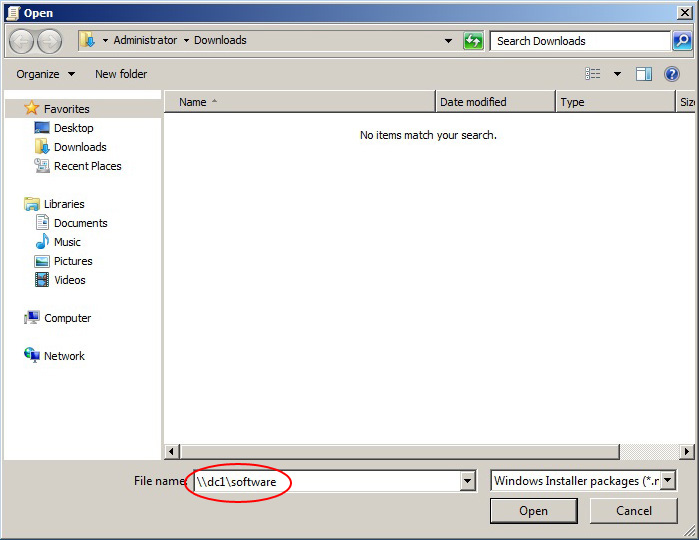 Open
Administrator Downloads
Search Downloads
Organize New folder
Favorites
Desktop
Downloads
Recent Places
Libraries
Documents
Music
Pictures
Videos
Computer
Network
Name Date modified Type Size
No items match your search.
File name: \\dc1\software
Windows Installer packages (*.r
Open Cancel